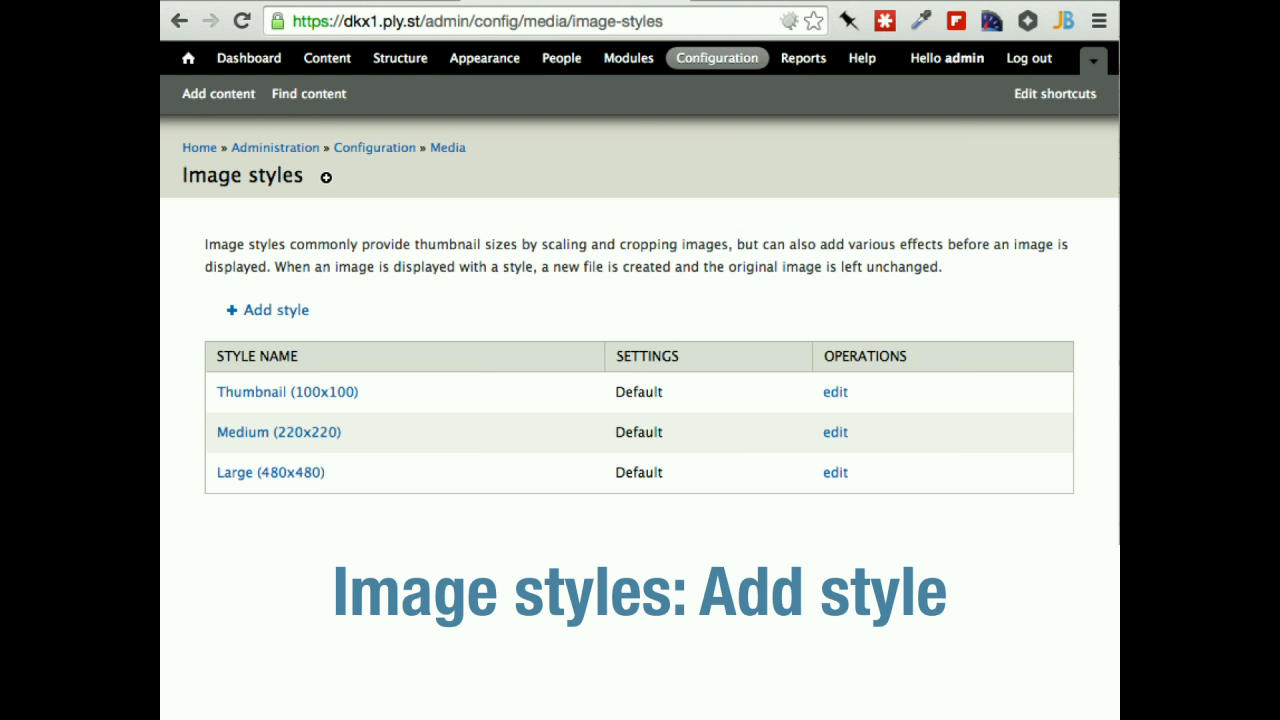 https://dkx1.ply.st/admin/config/media/image-styles
JB
Dashboard Content Structure Appearance People Modules Configuration Reports Help Hello admin Log out
Add content Find content Edit shortcuts
Home » Administration » Configuration » Media
Image styles
Image styles commonly provide thumbnail sizes by scaling and cropping images, but can also add various effects before an image is
displayed. When an image is displayed with a style, a new file is created and the original image is left unchanged.
+ Add style
STYLE NAME SETTINGS OPERATIONS
Thumbnail (100x100) Default edit
Medium (220x220) Default edit
Large (480x480) Default edit
Image styles: Add style